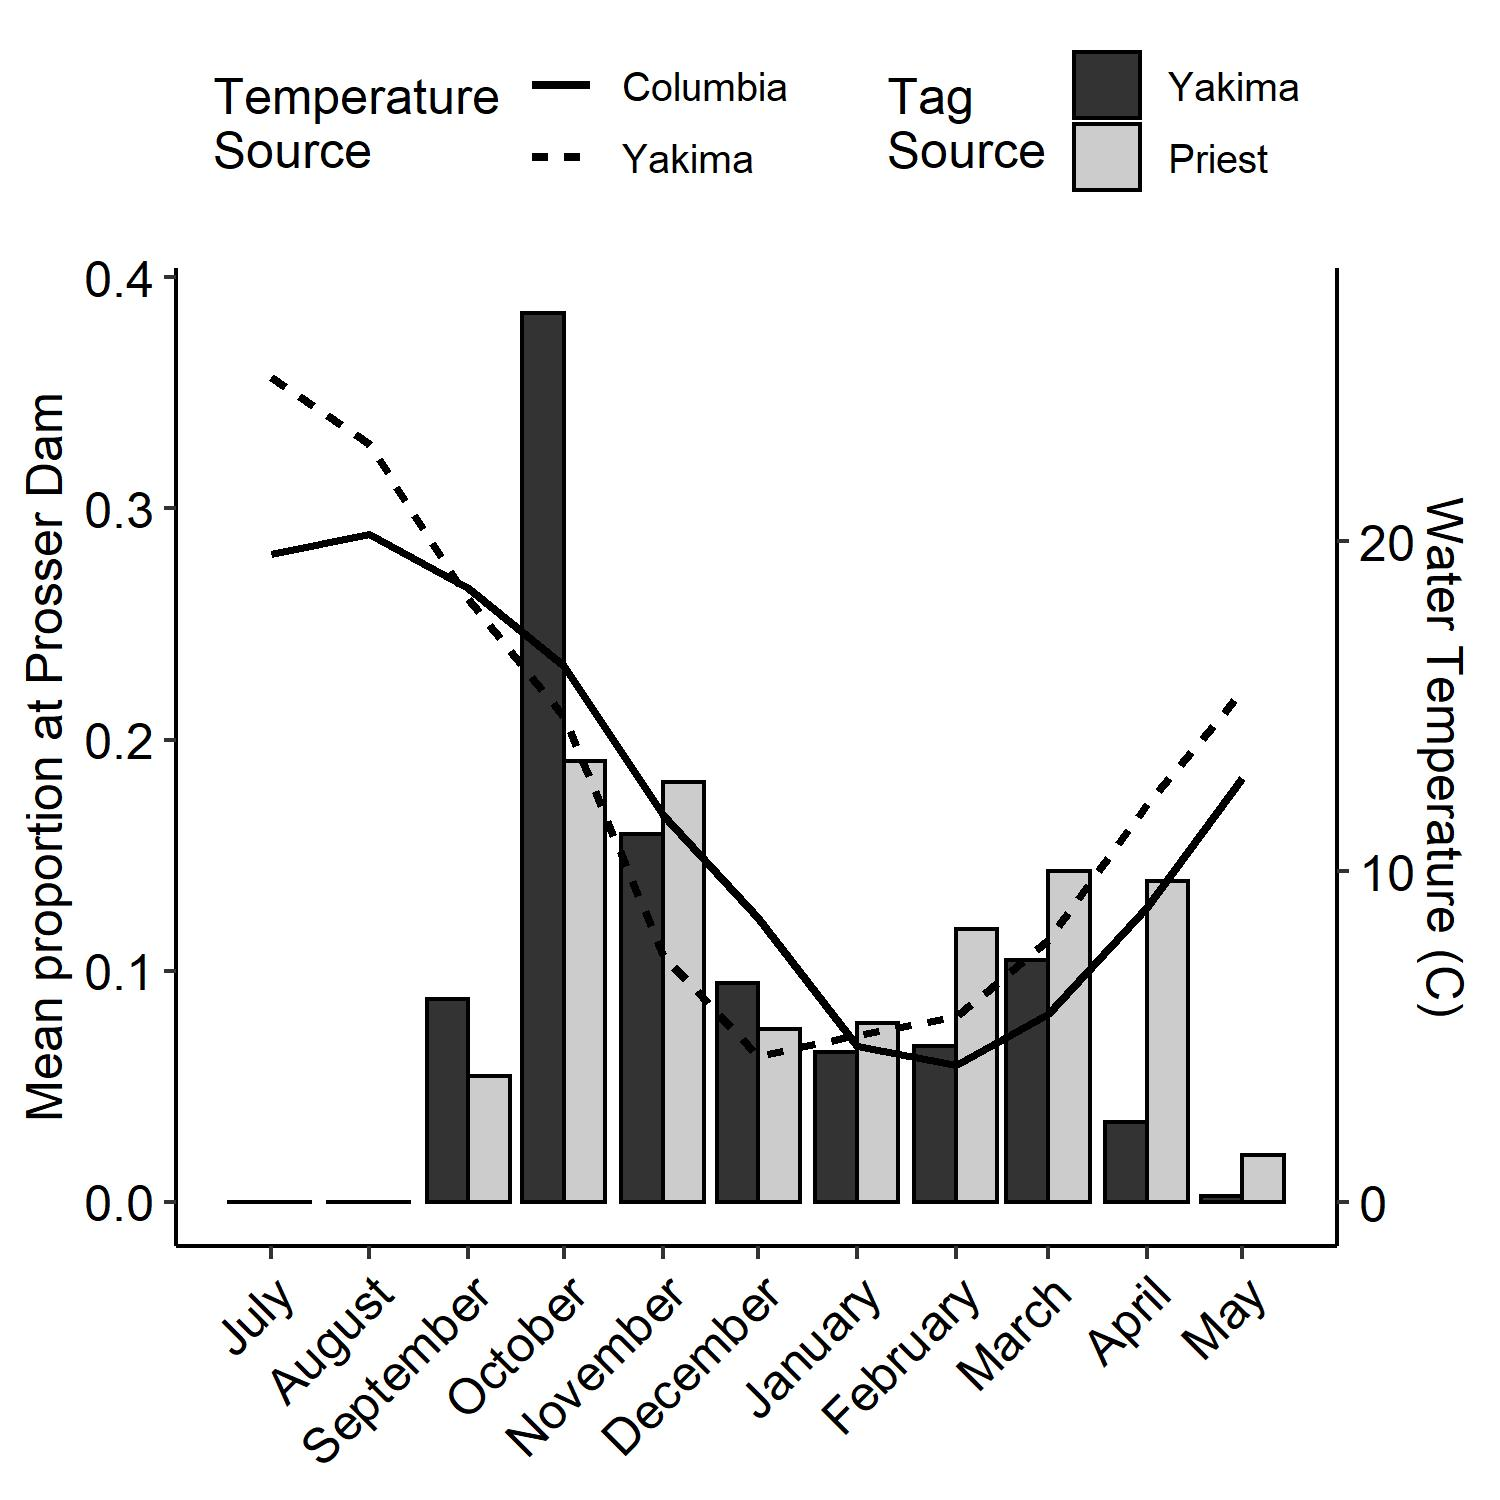 Temperature
Source
Columbia
Yakima
Tag
Source
Yakima
Priest
Mean proportion at Prosser Dam
0.4
0.3
0.2
0.1
0.0
Water Temperature (C)
20
10
0
July
August
September
October
November
December
January
February
March
April
May